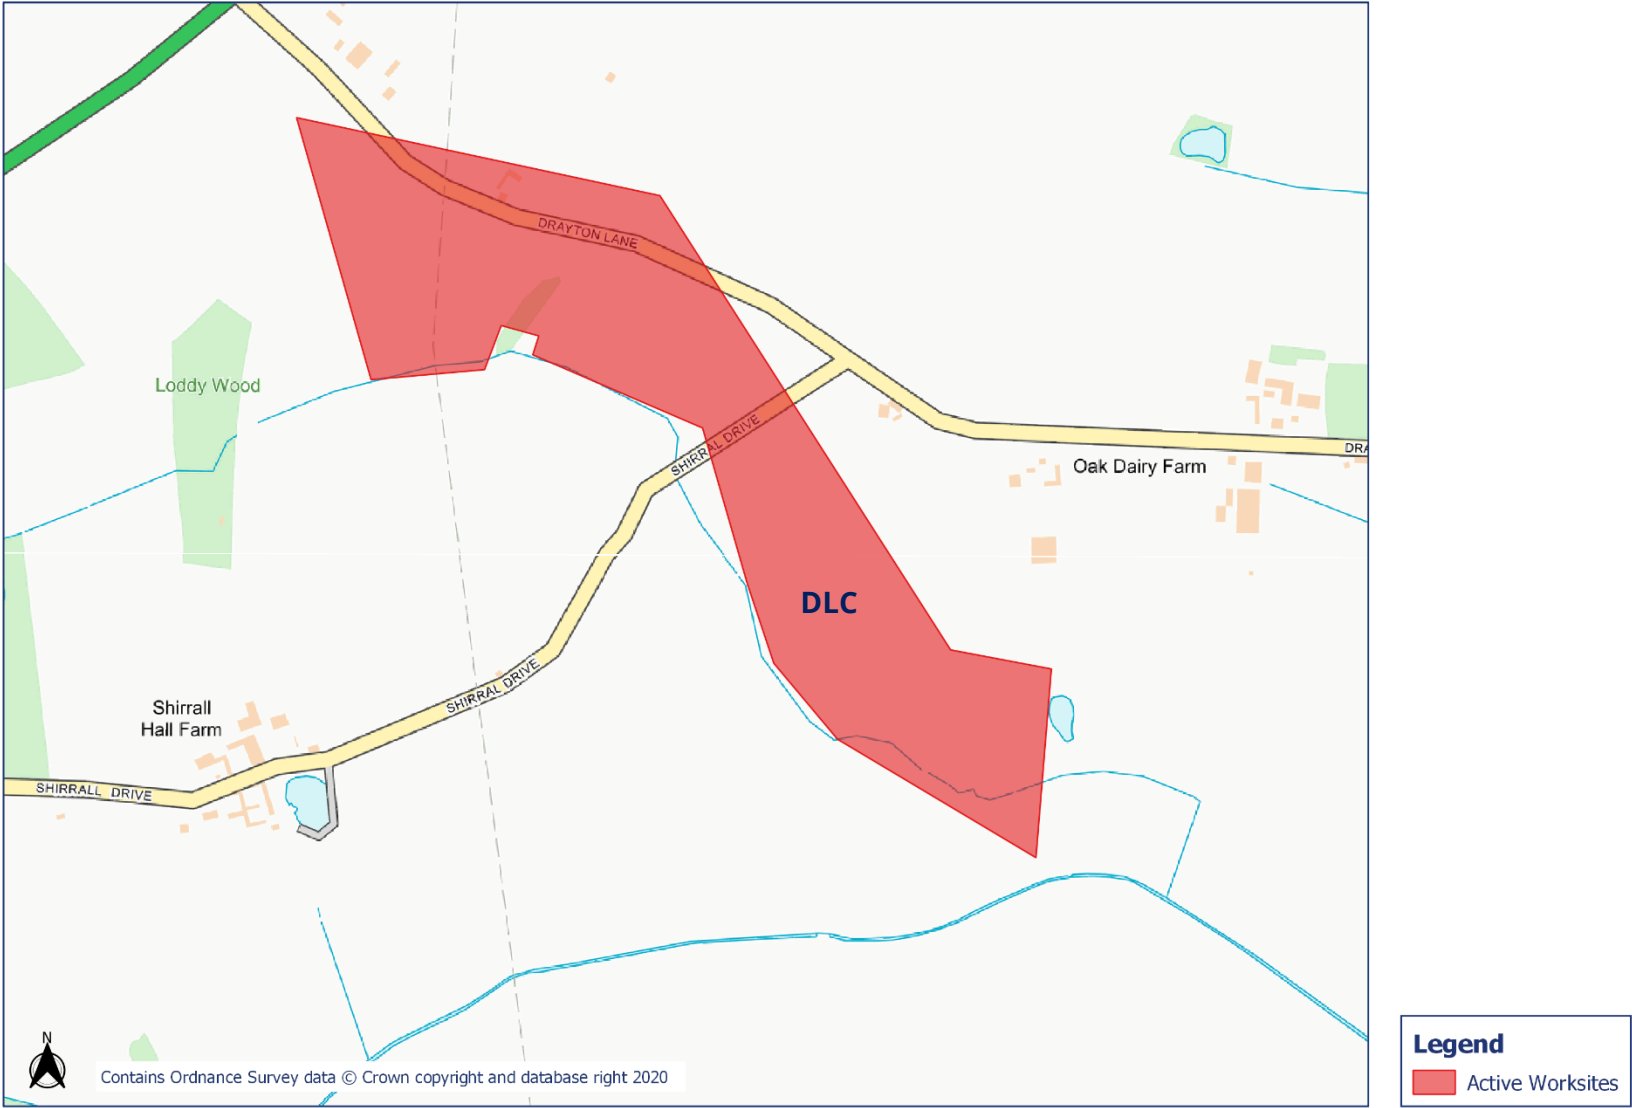 DRAYTON LANE
Loddy Wood
SHIRRAL DRIVE
DRA
Oak Dairy Farm
DLC
SHIRRAL DRIVE
Shirrall
Hall Farm
SHIRRALL DRIVE
N
Contains Ordnance Survey data © Crown copyright and database right 2020
Legend
Active Worksites